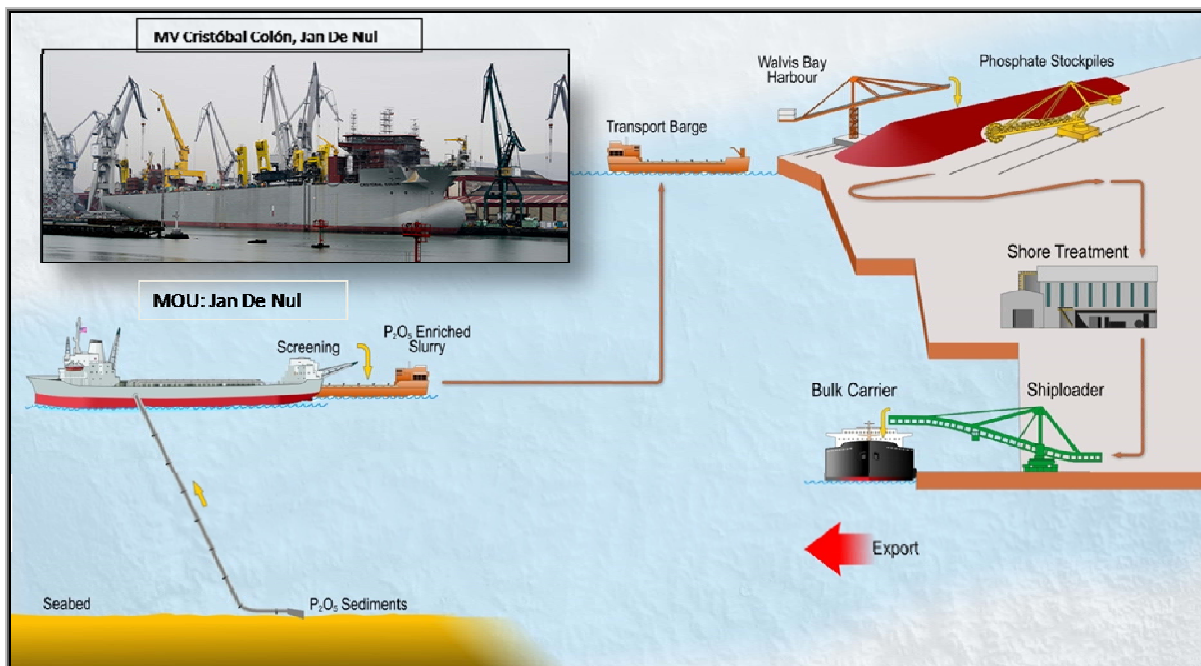 MV Cristóbal Colón, Jan De Nul
Walvis Bay
Harbour
Phosphate Stockpiles
Transport Barge
Shore Treatment
MOU: Jan De Nul
Screening
P₂O₅ Enriched
Slurry
Bulk Carrier
Shiploader
Export
Seabed
P₂O₅ Sediments